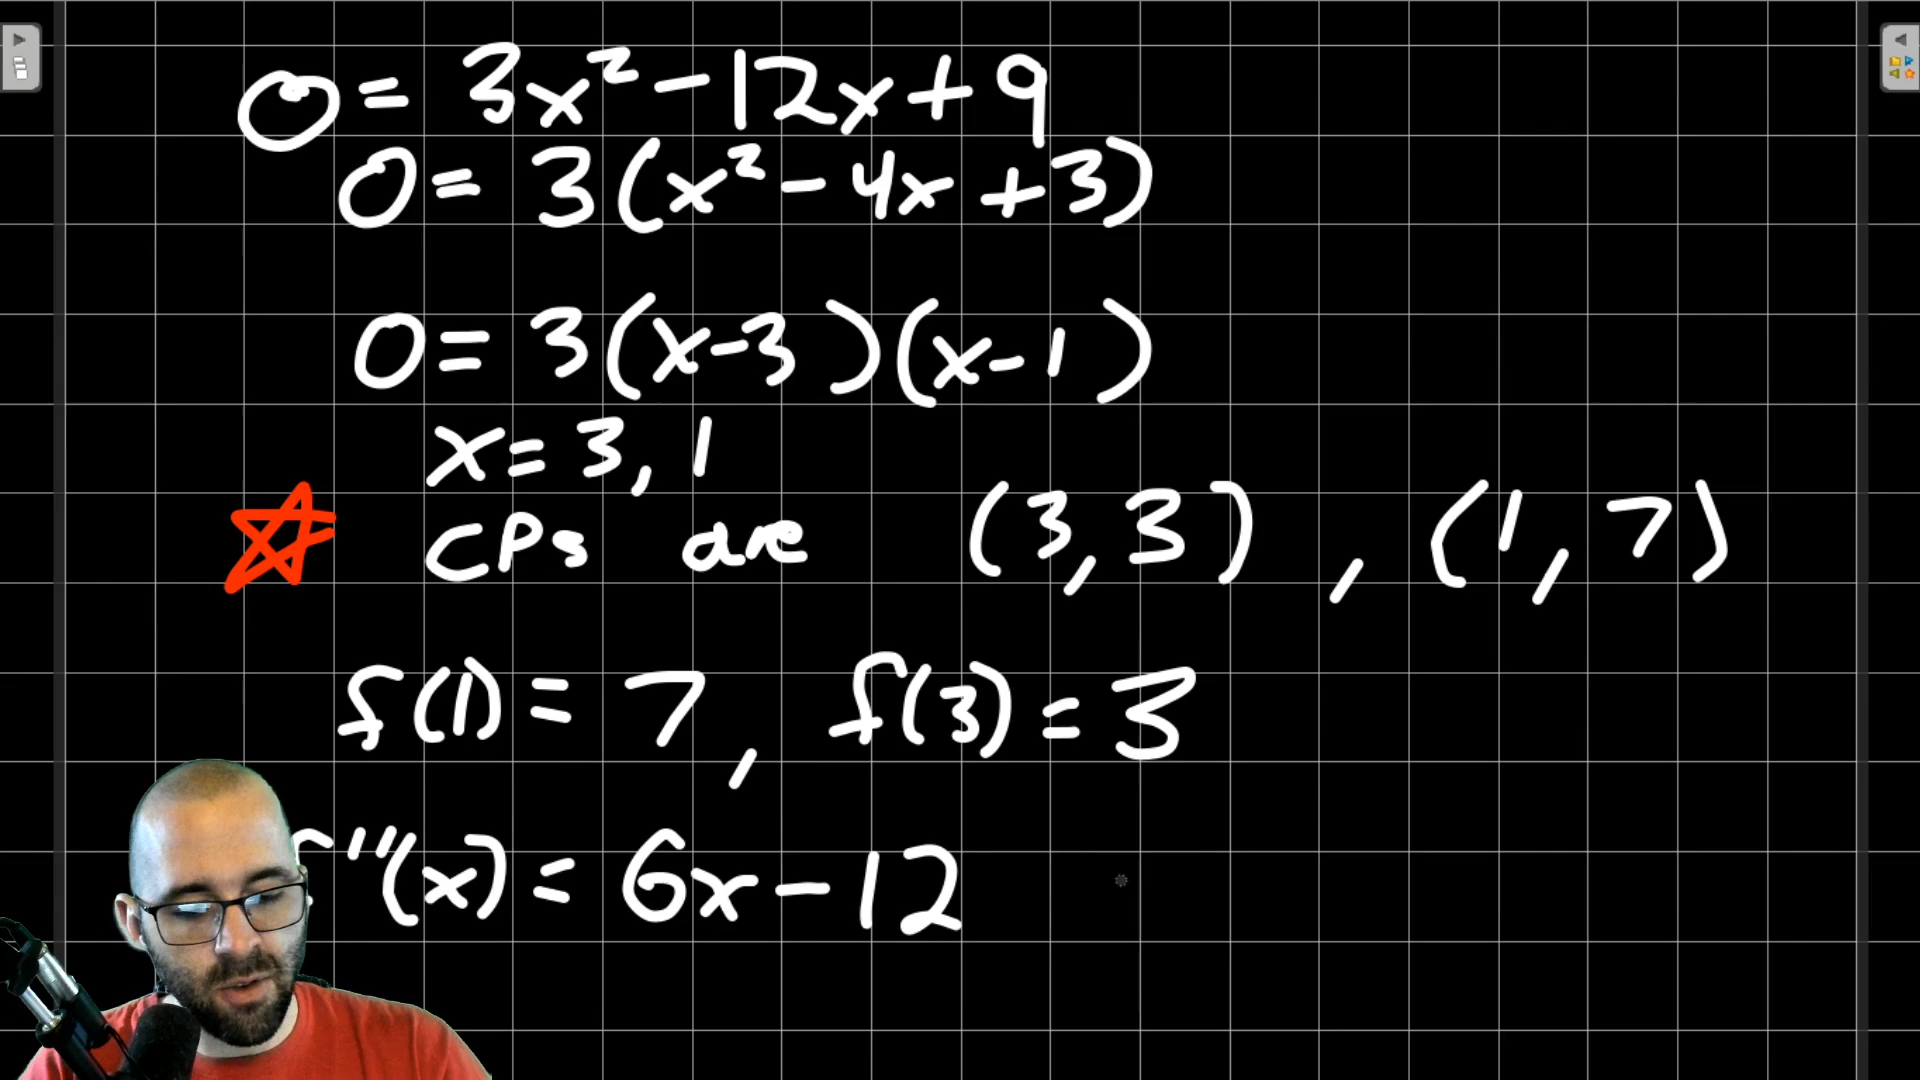 0 = 3x² - 12x + 9
0 = 3(x² - 4x + 3)
0 = 3(x-3)(x-1)
x = 3, 1
CPs are (3,3), (1,7)
f(1) = 7, f(3) = 3
f''(x) = 6x - 12